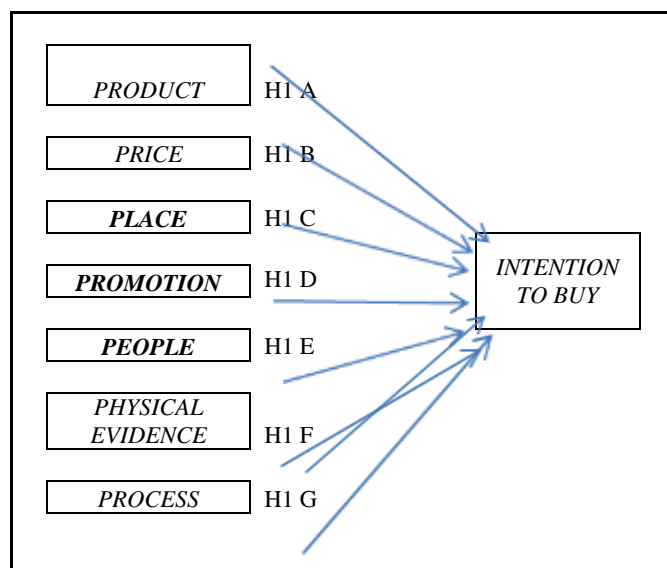 PRODUCT H1 A
PRICE H1 B
PLACE H1 C
PROMOTION H1 D
PEOPLE H1 E
PHYSICAL
EVIDENCE H1 F
PROCESS H1 G
INTENTION
TO BUY